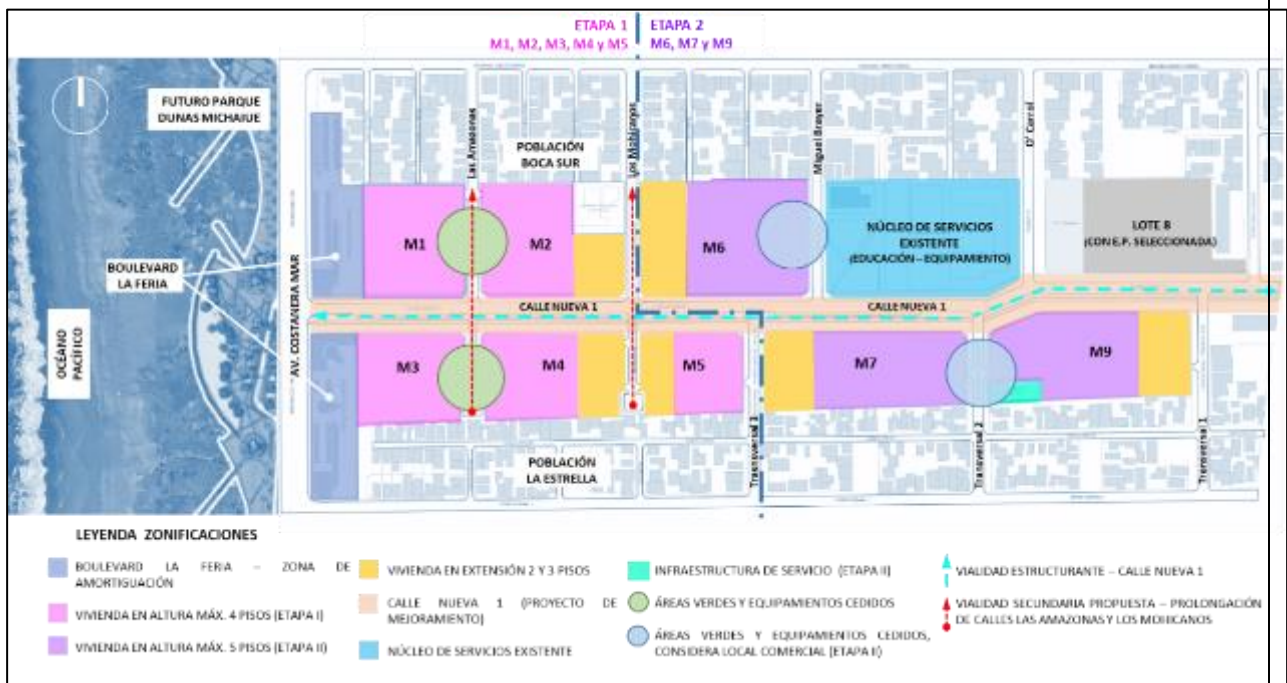 ETAPA 1
M1, M2, M3, M4 y M5
ETAPA 2
M6, M7 y M9
FUTURO PARQUE
DUNAS MICHAIUE
POBLACIÓN
BOCA SUR
Las Amazonas
Los Mohicanos
Miguel Brayer
O' Carrol
M1
M2
M6
NÚCLEO DE SERVICIOS
EXISTENTE
(EDUCACIÓN – EQUIPAMIENTO)
LOTE 8
(CON E.P. SELECCIONADA)
BOULEVARD
LA FERIA
AV. COSTANERA MAR
OCÉANO
PACÍFICO
CALLE NUEVA 1
CALLE NUEVA 1
M3
M4
M5
M7
M9
POBLACIÓN
LA ESTRELLA
Transversal 3
Transversal 2
Transversal 1
LEYENDA ZONIFICACIONES
BOULEVARD LA FERIA – ZONA DE
AMORTIGUACIÓN
VIVIENDA EN ALTURA MÁX. 4 PISOS (ETAPA I)
VIVIENDA EN ALTURA MÁX. 5 PISOS (ETAPA II)
VIVIENDA EN EXTENSIÓN 2 Y 3 PISOS
CALLE NUEVA 1 (PROYECTO DE
MEJORAMIENTO)
NÚCLEO DE SERVICIOS EXISTENTE
INFRAESTRUCTURA DE SERVICIO (ETAPA II)
ÁREAS VERDES Y EQUIPAMIENTOS CEDIDOS
ÁREAS VERDES Y EQUIPAMIENTOS CEDIDOS,
CONSIDERA LOCAL COMERCIAL (ETAPA II)
VIALIDAD ESTRUCTURANTE – CALLE NUEVA 1
VIALIDAD SECUNDARIA PROPUESTA – PROLONGACIÓN
DE CALLES LAS AMAZONAS Y LOS MOHICANOS